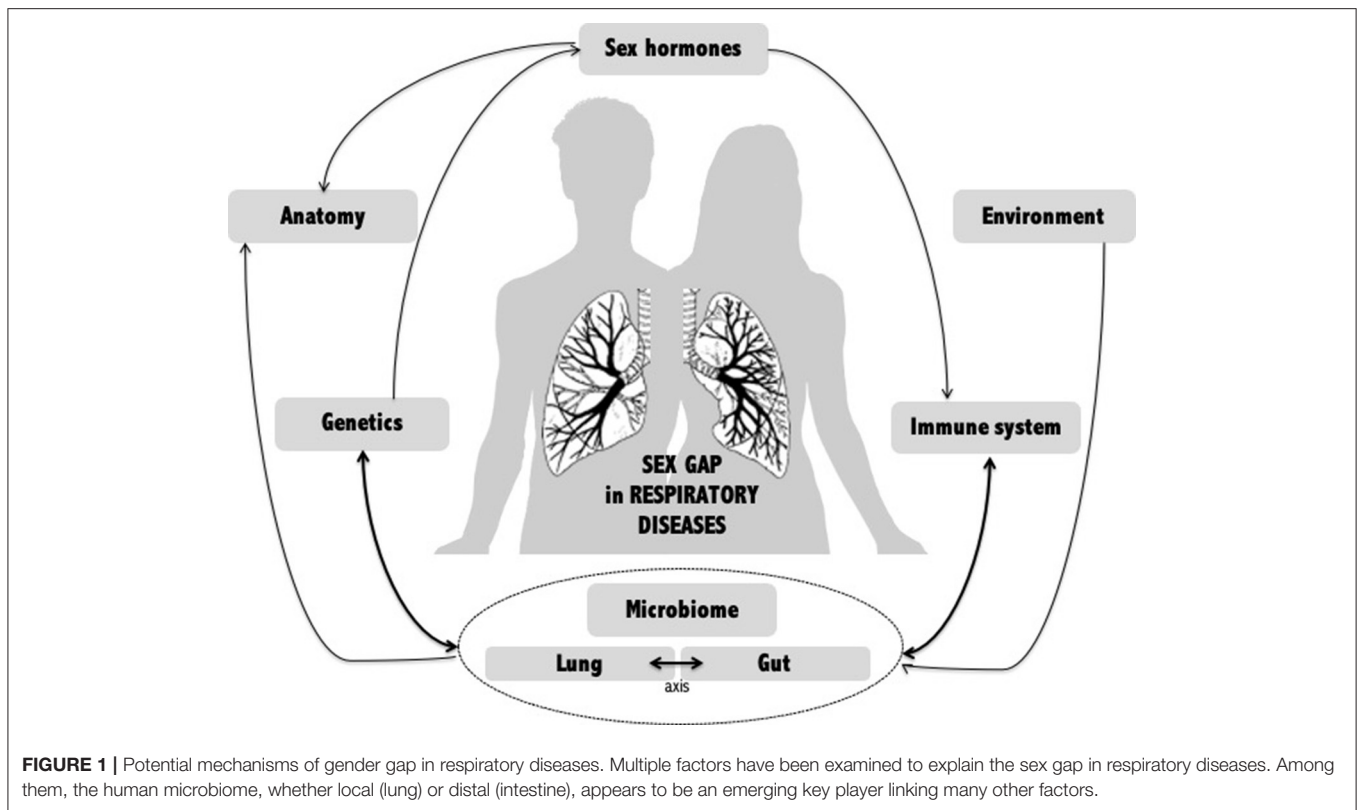 Sex hormones
Anatomy
Environment
Genetics
Immune system
SEX GAP
in RESPIRATORY
DISEASES
Microbiome
Lung
Gut
axis
FIGURE 1 | Potential mechanisms of gender gap in respiratory diseases. Multiple factors have been examined to explain the sex gap in respiratory diseases. Among
them, the human microbiome, whether local (lung) or distal (intestine), appears to be an emerging key player linking many other factors.